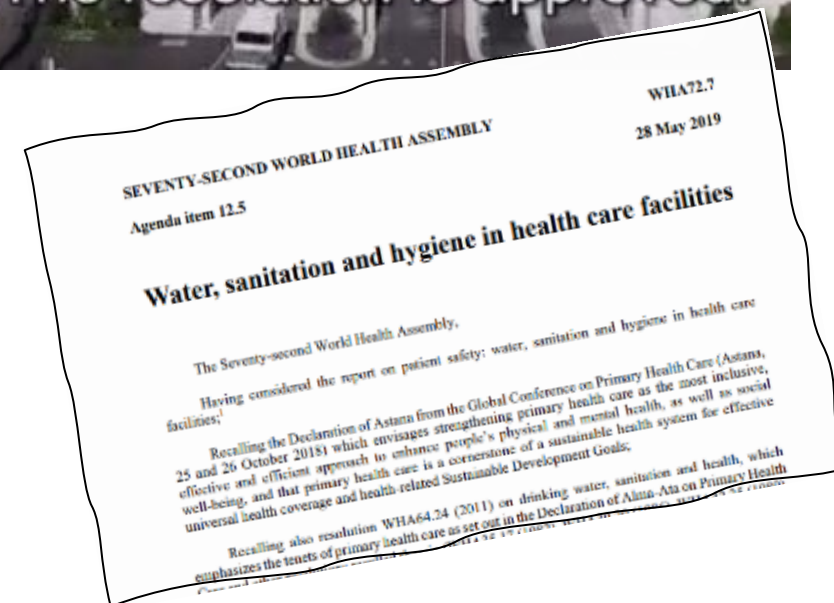 The resolution is approved.
WHA72.7
SEVENTY-SECOND WORLD HEALTH ASSEMBLY
28 May 2019
Agenda item 12.5
Water, sanitation and hygiene in health care facilities
The Seventy-second World Health Assembly,
Having considered the report on patient safety: water, sanitation and hygiene in health care
facilities;1
Recalling the Declaration of Astana from the Global Conference on Primary Health Care (Astana,
25 and 26 October 2018) which envisages strengthening primary health care as the most inclusive,
effective and efficient approach to enhance people's physical and mental health, as well as social
well-being, and that primary health care is a cornerstone of a sustainable health system for effective
universal health coverage and health-related Sustainable Development Goals;
Recalling also resolution WHA64.24 (2011) on drinking water, sanitation and health, which
emphasizes the tenets of primary health care as set out in the Declaration of Alma-Ata on Primary Health